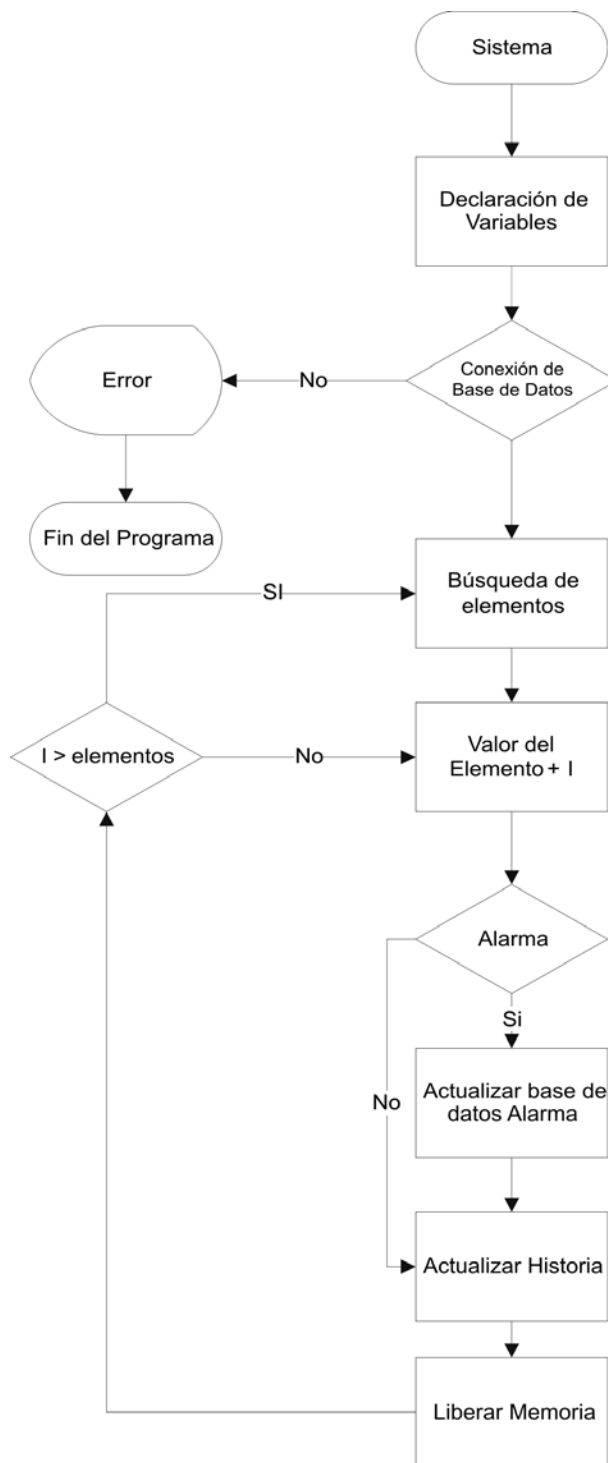 Sistema
Declaración de
Variables
Conexión de
Base de Datos
No
Error
Fin del Programa
Búsqueda de
elementos
SI
I > elementos
No
Valor del
Elemento + I
Alarma
Si
No
Actualizar base de
datos Alarma
Actualizar Historia
Liberar Memoria